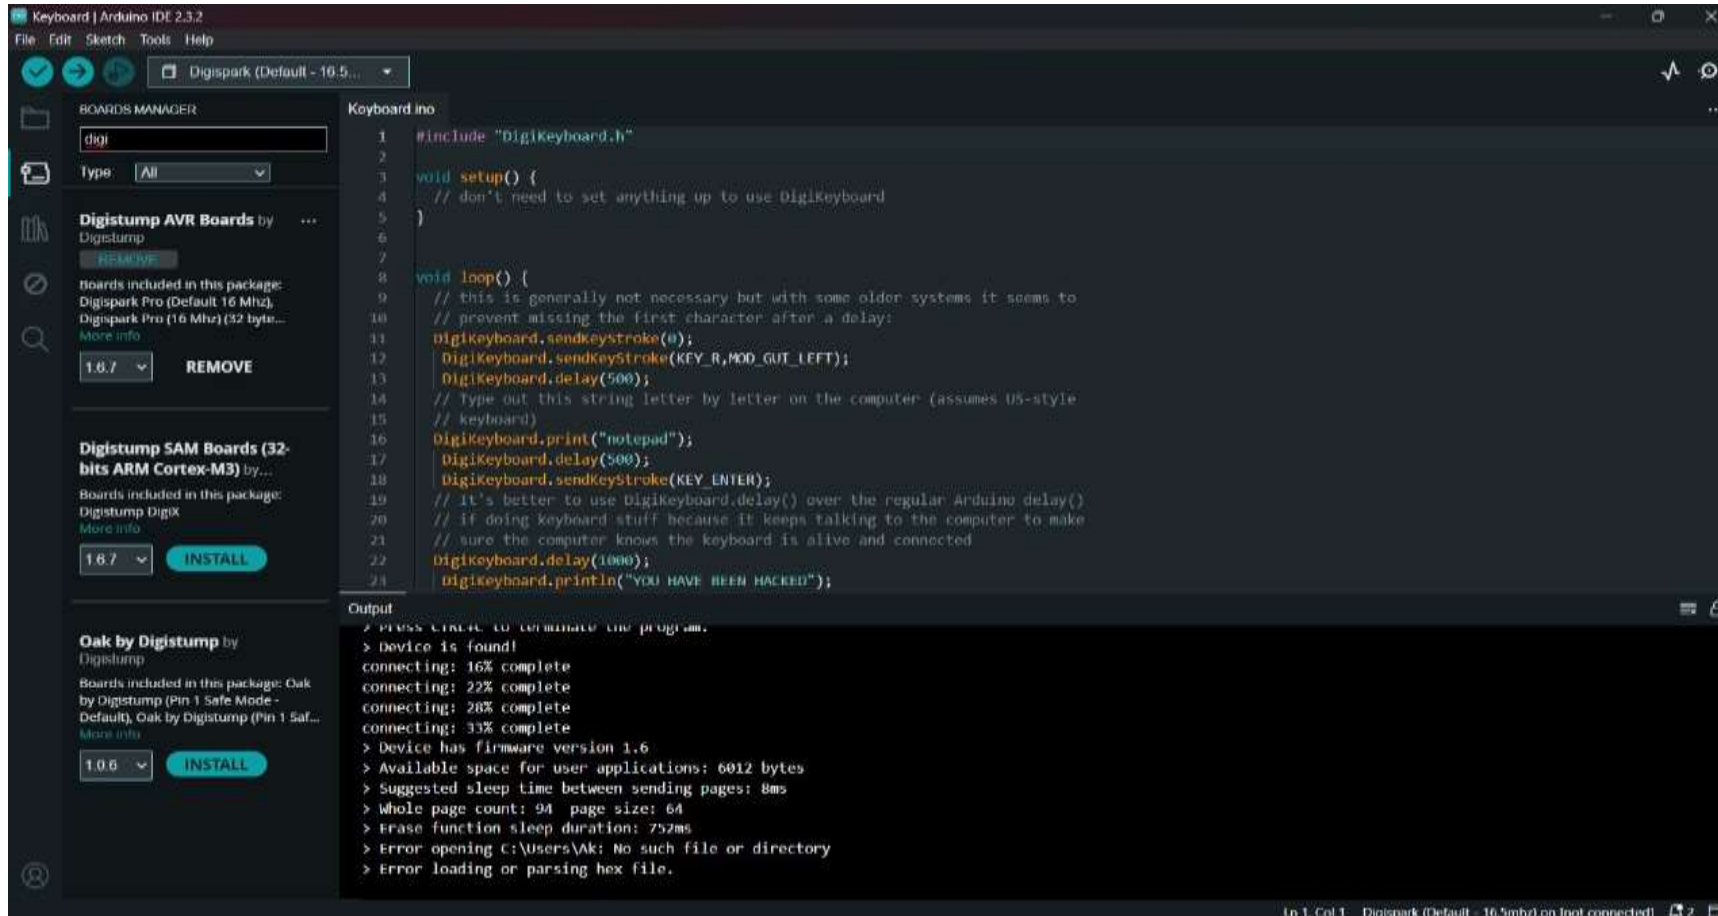 Keyboard | Arduino IDE 2.3.2
File Edit Sketch Tools Help
Digispark (Default - 16.5...
BOARDS MANAGER
digi
Type: All
Digistump AVR Boards by ...
Digistump
REMOVE
Boards included in this package:
Digispark Pro (Default 16 Mhz),
Digispark Pro (16 Mhz) (32 byte...
More info
1.6.7 REMOVE
Digistump SAM Boards (32-
bits ARM Cortex-M3) by...
Boards included in this package:
Digistump DigiX
More info
1.6.7 INSTALL
Oak by Digistump by
Digistump
Boards included in this package: Oak
by Digistump (Pin 1 Safe Mode -
Default), Oak by Digistump (Pin 1 Saf...
More info
1.0.6 INSTALL
Keyboard.ino
1 #include "DigiKeyboard.h"
2
3 void setup() {
4 // don't need to set anything up to use DigiKeyboard
5 }
6
7
8 void loop() {
9 // this is generally not necessary but with some older systems it seems to
10 // prevent missing the first character after a delay:
11 DigiKeyboard.sendKeyStroke(0);
12 DigiKeyboard.sendKeyStroke(KEY_R,MOD_GUI_LEFT);
13 DigiKeyboard.delay(500);
14 // Type out this string letter by letter on the computer (assumes US-style
15 // keyboard)
16 DigiKeyboard.print("notepad");
17 DigiKeyboard.delay(500);
18 DigiKeyboard.sendKeyStroke(KEY_ENTER);
19 // It's better to use DigiKeyboard.delay() over the regular Arduino delay()
20 // if doing keyboard stuff because it keeps talking to the computer to make
21 // sure the computer knows the keyboard is alive and connected
22 DigiKeyboard.delay(1000);
23 DigiKeyboard.println("YOU HAVE BEEN HACKED");
Output
> Press CTRL+C to terminate the program.
> Device is found!
connecting: 16% complete
connecting: 22% complete
connecting: 28% complete
connecting: 33% complete
> Device has firmware version 1.6
> Available space for user applications: 6012 bytes
> Suggested sleep time between sending pages: 8ms
> Whole page count: 94 page size: 64
> Erase function sleep duration: 752ms
> Error opening C:\Users\Ak: No such file or directory
> Error loading or parsing hex file.
Ln 1, Col 1 Digispark (Default - 16.5mhz) on [not connected] 2